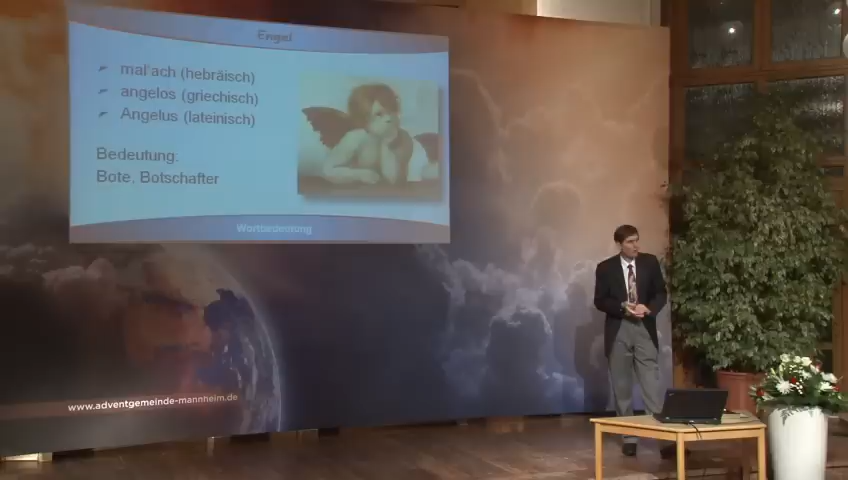 Engel
mal'ach (hebräisch)
angelos (griechisch)
Angelus (lateinisch)
Bedeutung:
Bote, Botschafter
Wortbedeutung
www.adventgemeinde-mannheim.de